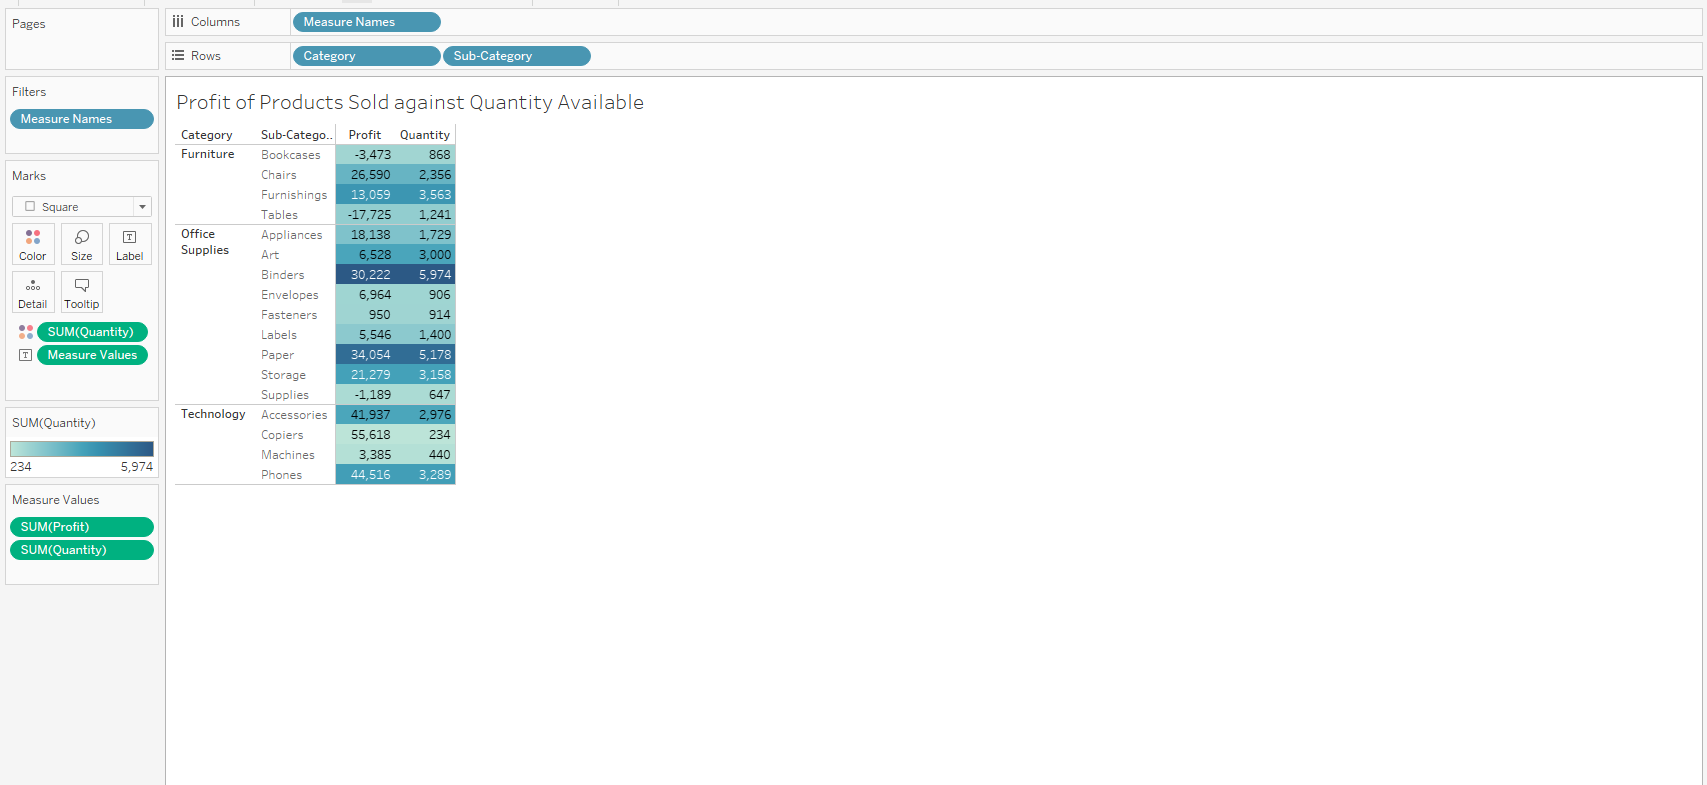 Pages
Filters
Measure Names
Marks
Square
Color Size Label
Detail Tooltip
SUM(Quantity)
Measure Values
SUM(Quantity)
234 5,974
Measure Values
SUM(Profit)
SUM(Quantity)
Columns Measure Names
Rows Category Sub-Category
Profit of Products Sold against Quantity Available
Category Sub-Catego.. Profit Quantity
Furniture Bookcases -3,473 868
Chairs 26,590 2,356
Furnishings 13,059 3,563
Tables -17,725 1,241
Office Supplies Appliances 18,138 1,729
Art 6,528 3,000
Binders 30,222 5,974
Envelopes 6,964 906
Fasteners 950 914
Labels 5,546 1,400
Paper 34,054 5,178
Storage 21,279 3,158
Supplies -1,189 647
Technology Accessories 41,937 2,976
Copiers 55,618 234
Machines 3,385 440
Phones 44,516 3,289